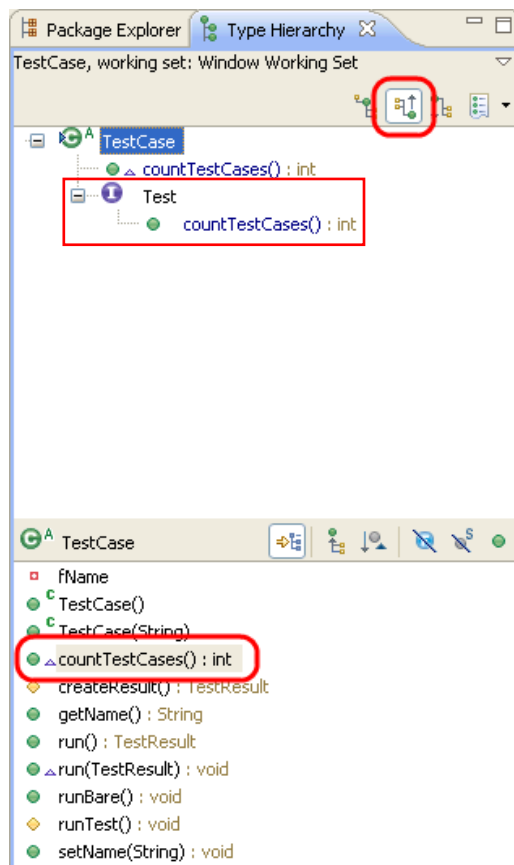 Package Explorer Type Hierarchy
TestCase, working set: Window Working Set
A TestCase
countTestCases() : int
I Test
countTestCases() : int
C A TestCase
S
fName
C TestCase()
C TestCase(String)
countTestCases() : int
createResult() : TestResult
getName() : String
run() : TestResult
run(TestResult) : void
runBare() : void
runTest() : void
setName(String) : void